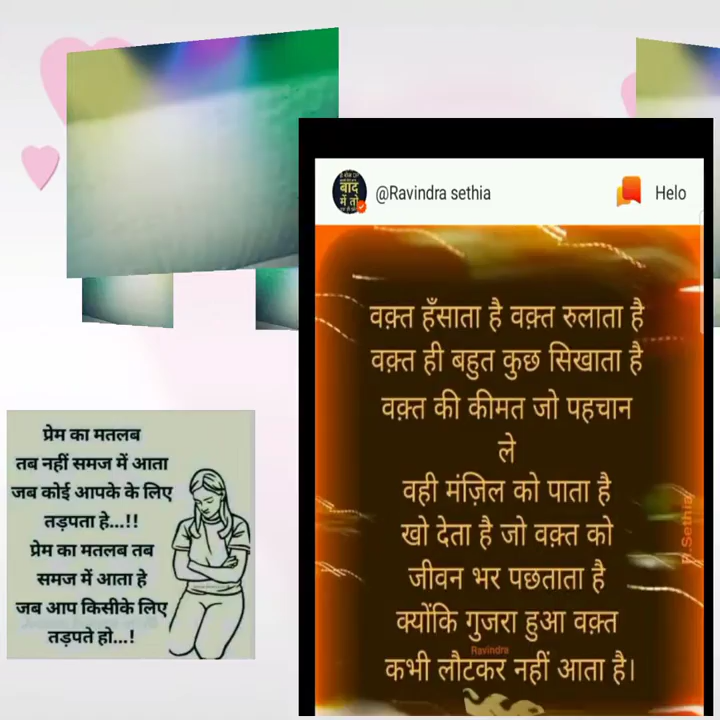 @Ravindra sethia
Helo
वक़्त हँसाता है वक़्त रुलाता है
वक़्त ही बहुत कुछ सिखाता है
वक़्त की कीमत जो पहचान
ले
वही मंज़िल को पाता है
खो देता है जो वक़्त को
जीवन भर पछताता है
क्योंकि गुजरा हुआ वक़्त
Ravindra
कभी लौटकर नहीं आता है।
R.Sethia
प्रेम का मतलब
तब नहीं समज में आता
जब कोई आपके के लिए
तड़पता हे...!!
प्रेम का मतलब तब
समज में आता हे
जब आप किसीके लिए
तड़पते हो...!
बाद
में तो